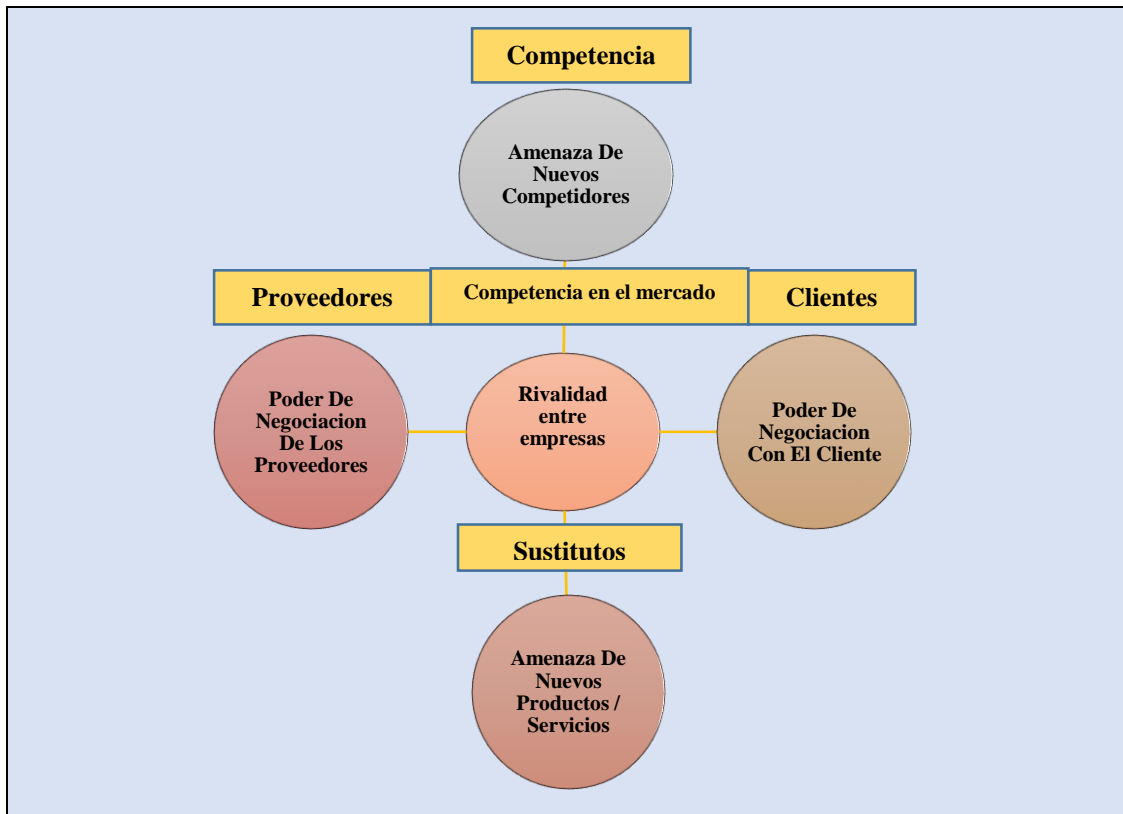 Competencia
Amenaza De
Nuevos
Competidores
Proveedores
Competencia en el mercado
Clientes
Poder De
Negociacion
De Los
Proveedores
Rivalidad
entre
empresas
Poder De
Negociacion
Con El Cliente
Sustitutos
Amenaza De
Nuevos
Productos /
Servicios